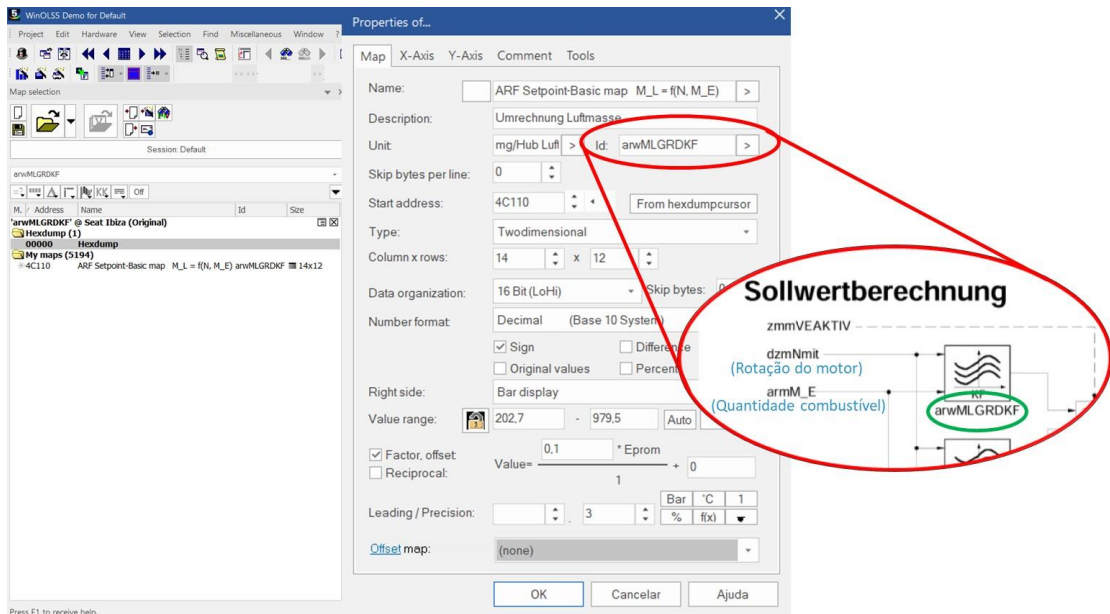 WinOLS5 Demo for Default
Project Edit Hardware View Selection Find Miscellaneous Window ?
Map selection
Session: Default
arwMLGRDKF
Off
M. / Address Name Id Size
'arwMLGRDKF' @ Seat Ibiza (Original)
Hexdump (1)
00000 Hexdump
My maps (5194)
4C110 ARF Setpoint-Basic map M_L = f(N, M_E) arwMLGRDKF 14x12
Press F1 to receive help.
Properties of...
Map X-Axis Y-Axis Comment Tools
Name: ARF Setpoint-Basic map M_L = f(N, M_E) >
Description: Umrechnung Luftmasse
Unit: mg/Hub Luft > Id: arwMLGRDKF >
Skip bytes per line: 0
Start address: 4C110 From hexdumpcursor
Type: Twodimensional
Column x rows: 14 x 12
Data organization: 16 Bit (LoHi) Skip bytes:
Number format: Decimal (Base 10 System)
Sign Difference
Original values Percent
Right side: Bar display
Value range: 202,7 - 979,5 Auto
Factor, offset:
Reciprocal:
Value= 0,1 * Eprom
1
+ 0
Leading / Precision: . 3
Bar °C 1
% f(x)
Offset map: (none)
OK Cancelar Ajuda
Sollwertberechnung
zmmVEAKTIV
dzmNmit
(Rotação do motor)
armM_E
(Quantidade combustível)
KF
arwMLGRDKF